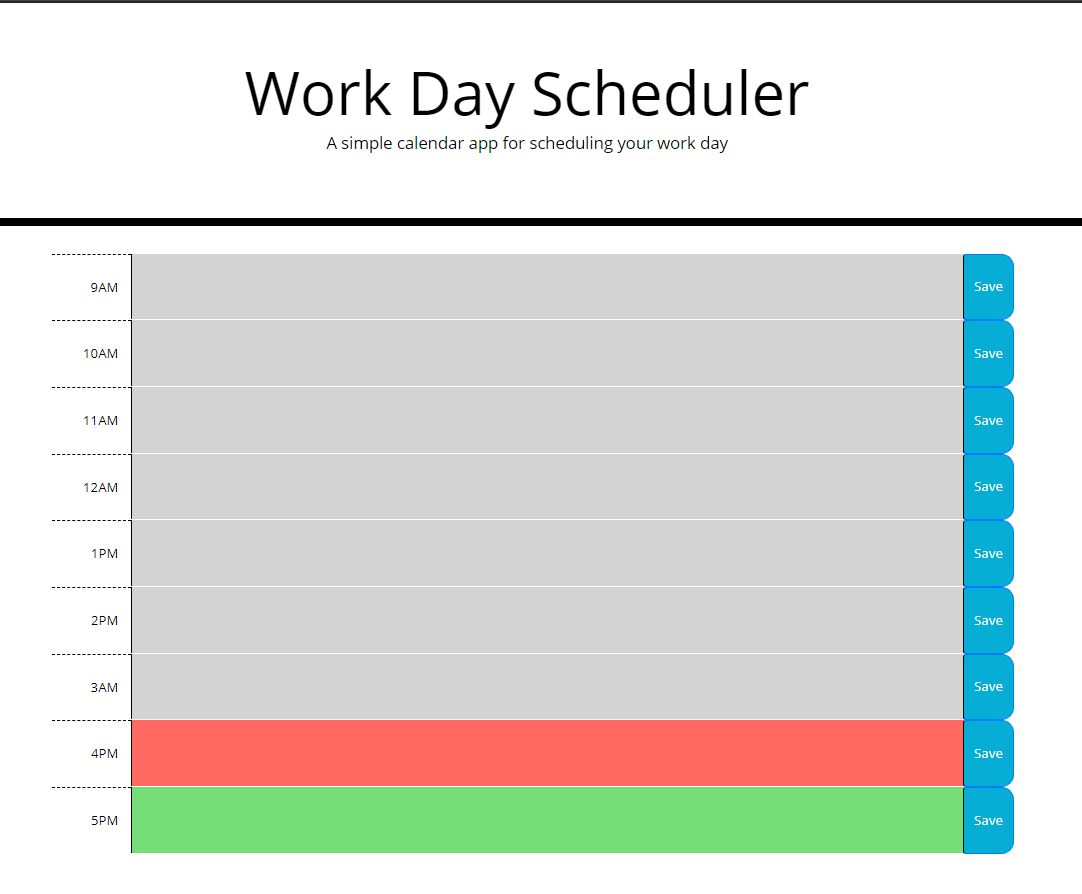 Work Day Scheduler
A simple calendar app for scheduling your work day
9AM Save
10AM Save
11AM Save
12AM Save
1PM Save
2PM Save
3AM Save
4PM Save
5PM Save